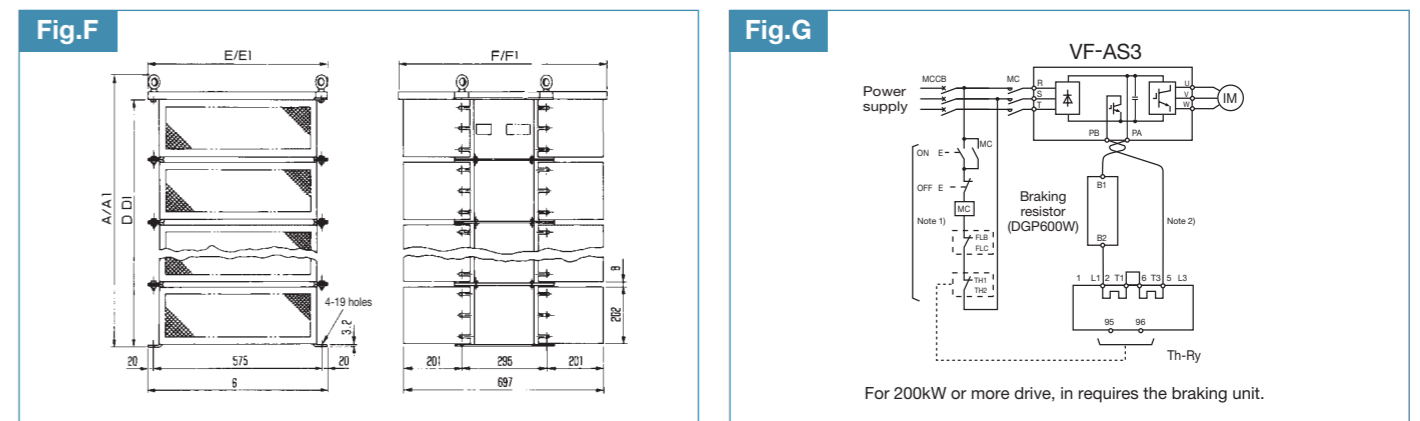 Fig.F
E/E1
F/F1
A/A1
D D1
4-19 holes
3.2
8
202
20 575 20
6
201 295 201
697
Fig.G
VF-AS3
Power
supply
MCCB
MC
R
S
T
U
V
W
IM
PB
PA
ON E
MC
OFF E
MC
Note 1)
FLB
FLC
TH1
TH2
Braking
resistor
(DGP600W)
B1
B2
Note 2)
1 L1 2 T1 6 T3 5 L3
95 96
Th-Ry
For 200kW or more drive, in requires the braking unit.